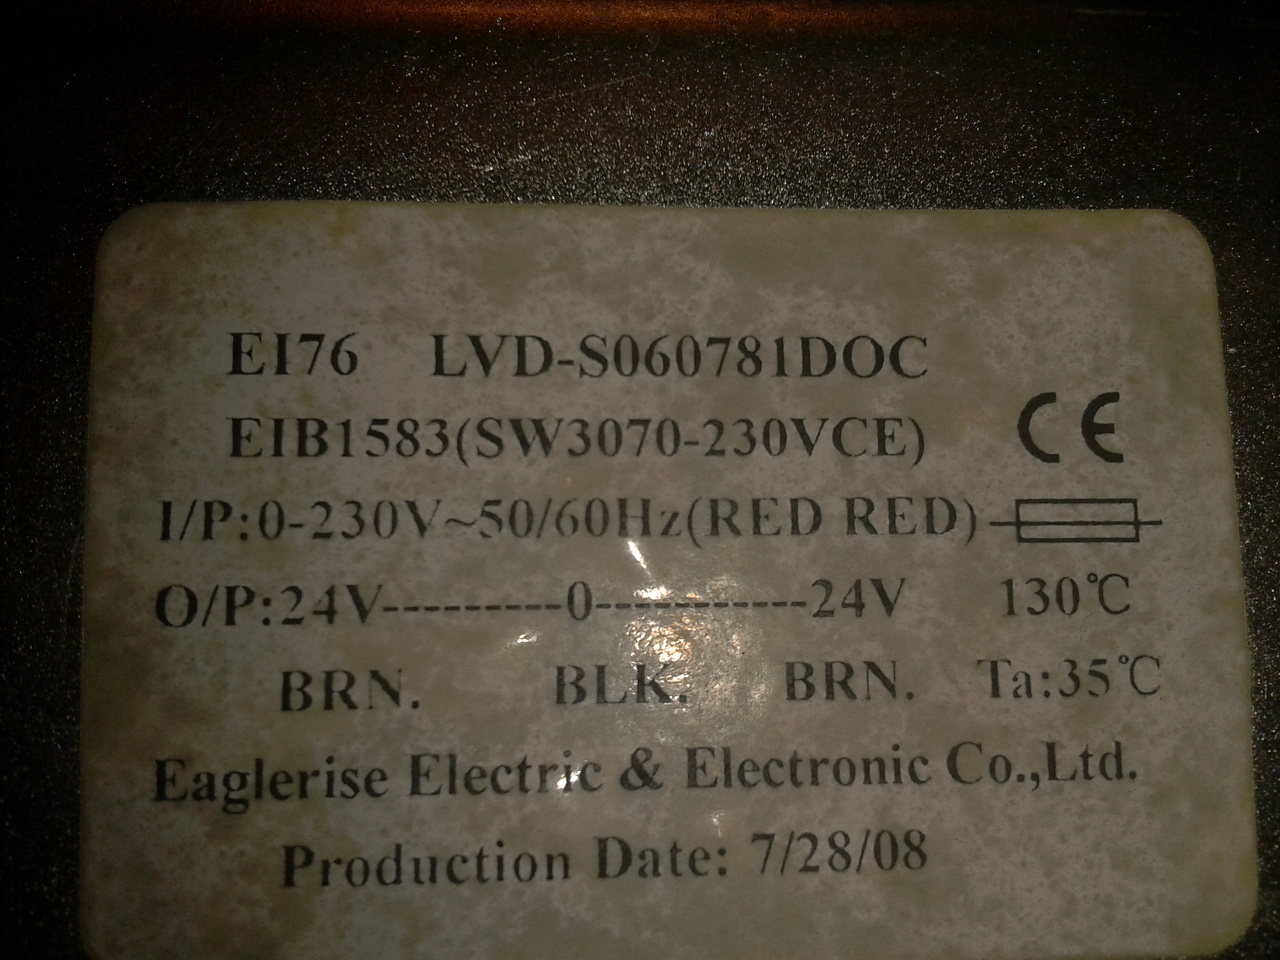 EI76 LVD-S060781DOC
EIB1583(SW3070-230VCE) CE
I/P:0-230V~50/60Hz(RED RED)
O/P:24V---------0-----------24V 130℃
BRN. BLK. BRN. Ta:35℃
Eaglerise Electric & Electronic Co.,Ltd.
Production Date: 7/28/08